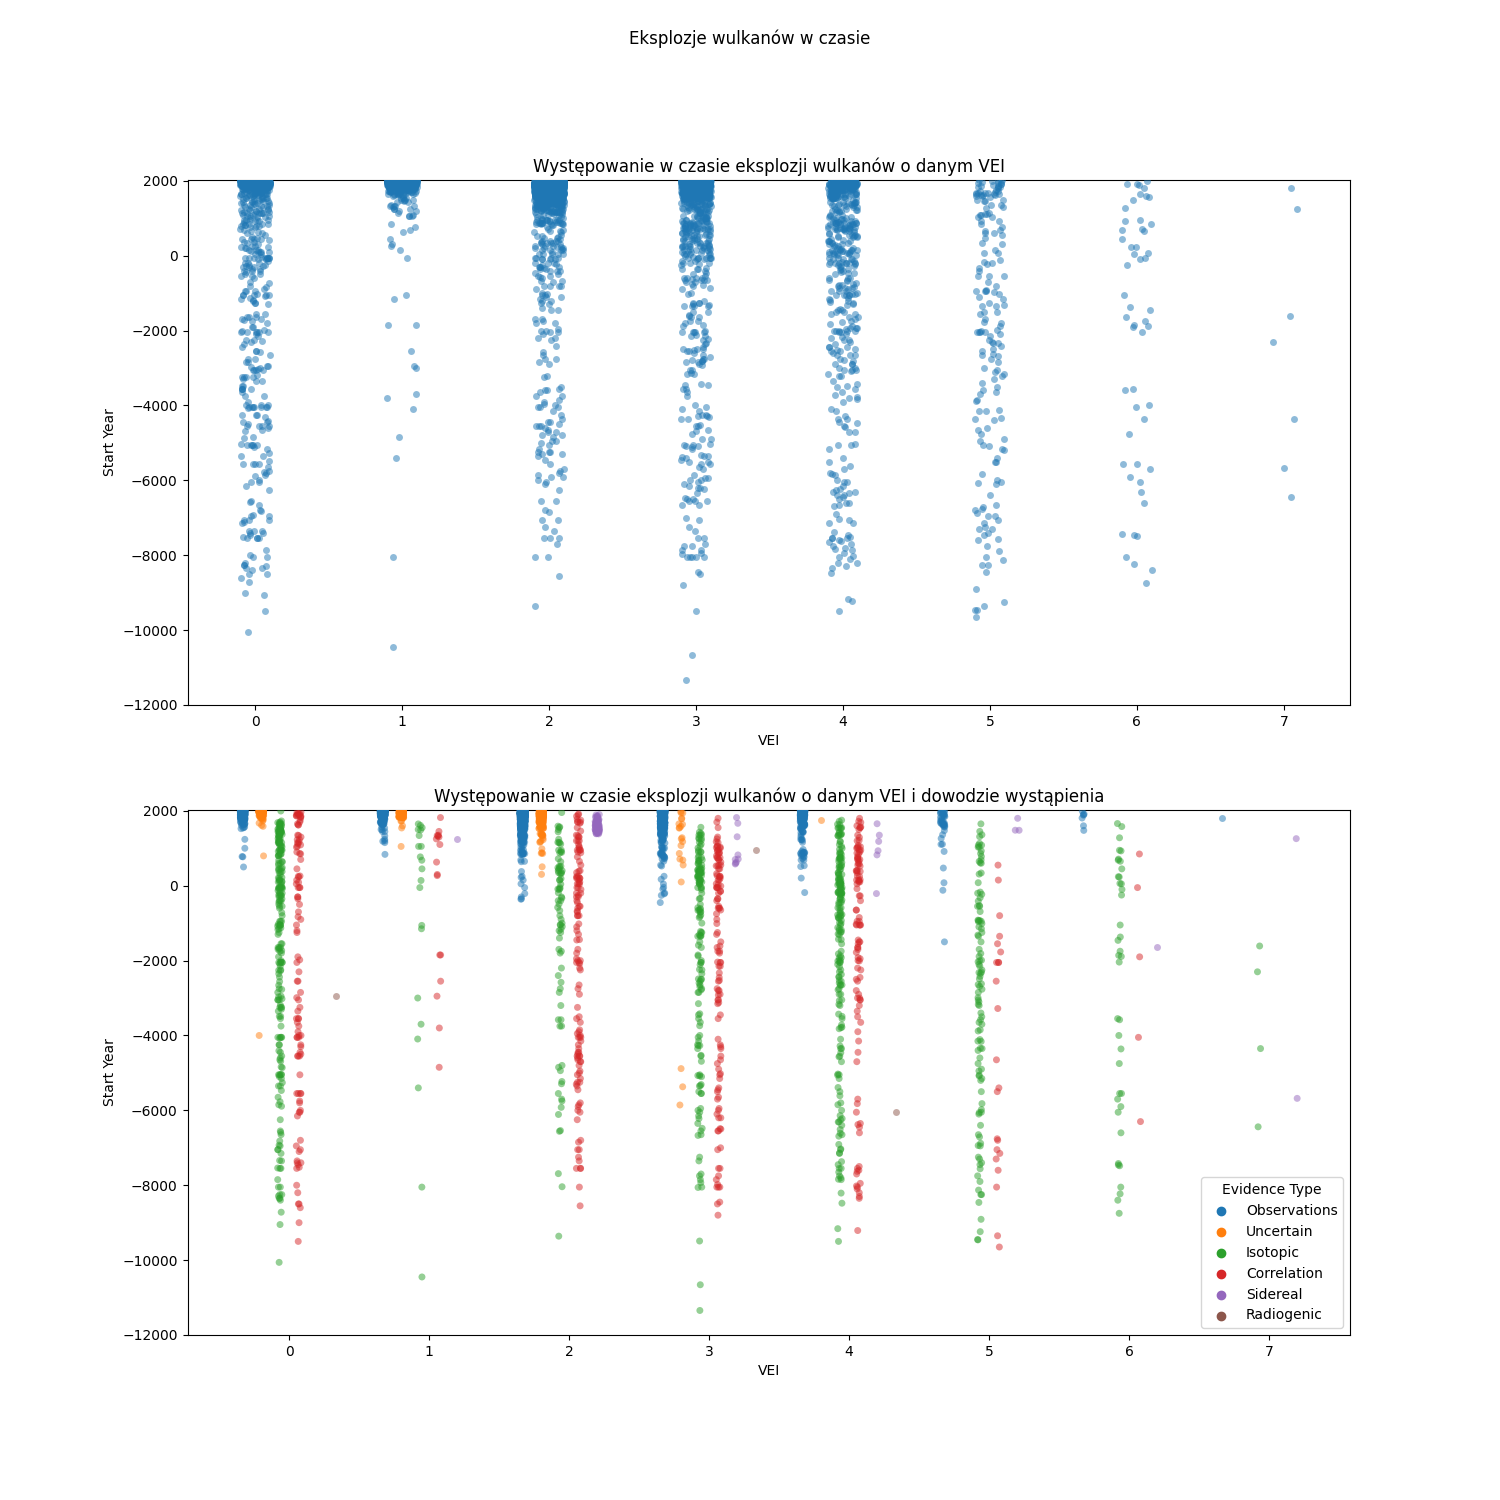 Eksplozje wulkanów w czasie
Występowanie w czasie eksplozji wulkanów o danym VEI
2000
0
−2000
−4000
−6000
−8000
−10000
−12000
Start Year
0 1 2 3 4 5 6 7
VEI
Występowanie w czasie eksplozji wulkanów o danym VEI i dowodzie wystąpienia
2000
0
−2000
−4000
−6000
−8000
−10000
−12000
Start Year
Evidence Type
Observations
Uncertain
Isotopic
Correlation
Sidereal
Radiogenic
0 1 2 3 4 5 6 7
VEI